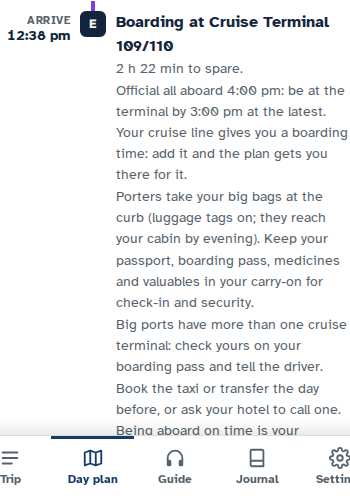 ARRIVE
12:36 pm
E
Boarding at Cruise Terminal
109/110
2 h 22 min to spare.
Official all aboard 4:00 pm: be at the
terminal by 3:00 pm at the latest.
Your cruise line gives you a boarding
time: add it and the plan gets you
there for it.
Porters take your big bags at the
curb (luggage tags on; they reach
your cabin by evening). Keep your
passport, boarding pass, medicines
and valuables in your carry-on for
check-in and security.
Big ports have more than one cruise
terminal: check yours on your
boarding pass and tell the driver.
Book the taxi or transfer the day
before, or ask your hotel to call one.
Being aboard on time is your
Trip
Day plan
Guide
Journal
Settin